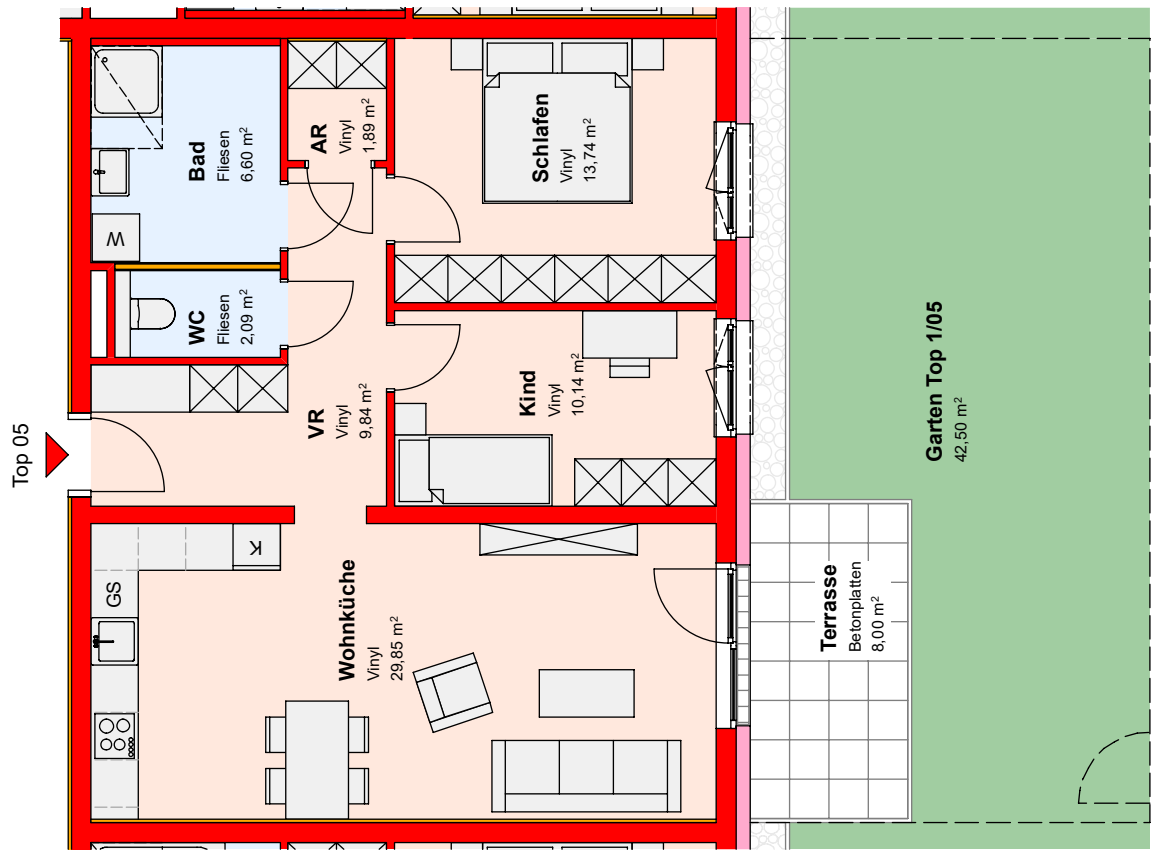 Top 05
Bad
Fliesen
6,60 m²
AR
Vinyl
1,89 m²
Schlafen
Vinyl
13,74 m²
W
WC
Fliesen
2,09 m²
VR
Vinyl
9,84 m²
Kind
Vinyl
10,14 m²
Garten Top 1/05
42,50 m²
K
GS
Wohnküche
Vinyl
29,85 m²
Terrasse
Betonplatten
8,00 m²